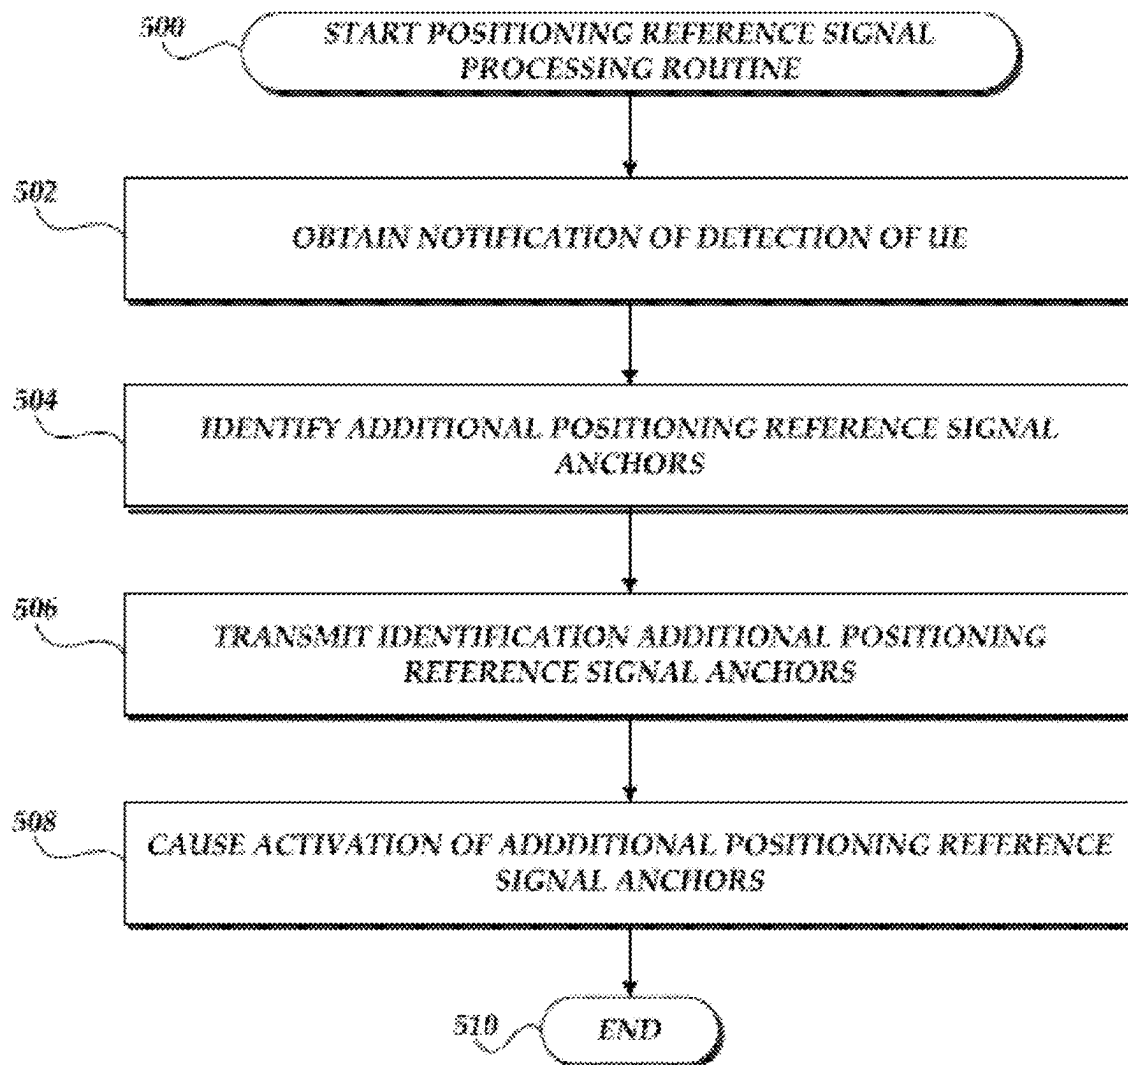 500
START POSITIONING REFERENCE SIGNAL
PROCESSING ROUTINE
502
OBTAIN NOTIFICATION OF DETECTION OF UE
504
IDENTIFY ADDITIONAL POSITIONING REFERENCE SIGNAL
ANCHORS
506
TRANSMIT IDENTIFICATION ADDITIONAL POSITIONING
REFERENCE SIGNAL ANCHORS
508
CAUSE ACTIVATION OF ADDDITIONAL POSITIONING REFERENCE
SIGNAL ANCHORS
510
END